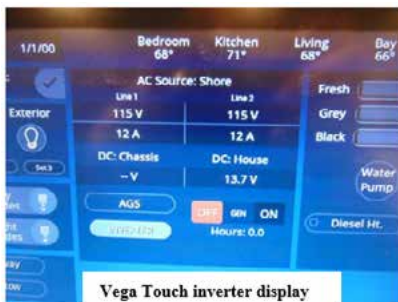 1/1/00
Bedroom Kitchen Living Bay
68° 71° 68° 66°
AC Source: Shore
Line 1 Line 2
115 V 115 V
12 A 12 A
DC: Chassis DC: House
-- V 13.7 V
AGS
OFF GEN ON
Hours: 0.0
Exterior
Set3
Fresh
Grey
Black
Water
Pump
Diesel Ht.
Vega Touch inverter display